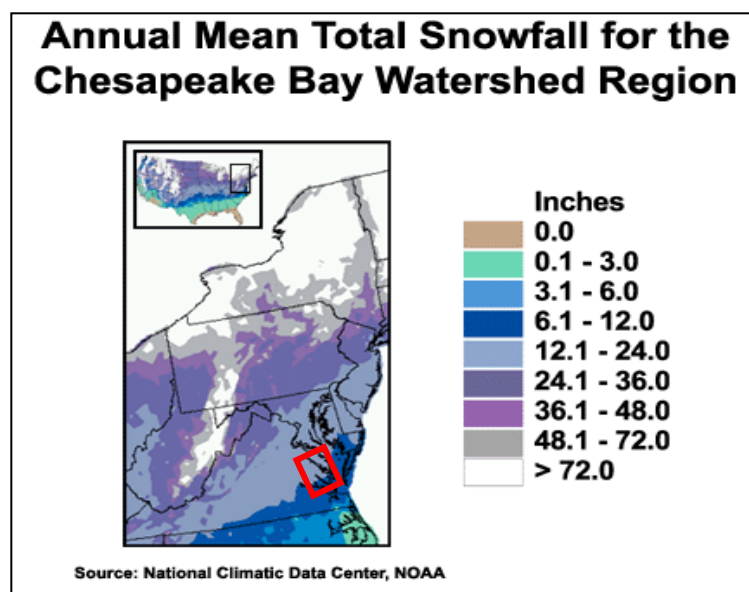 Annual Mean Total Snowfall for the
Chesapeake Bay Watershed Region
Inches
0.0
0.1 - 3.0
3.1 - 6.0
6.1 - 12.0
12.1 - 24.0
24.1 - 36.0
36.1 - 48.0
48.1 - 72.0
> 72.0
Source: National Climatic Data Center, NOAA